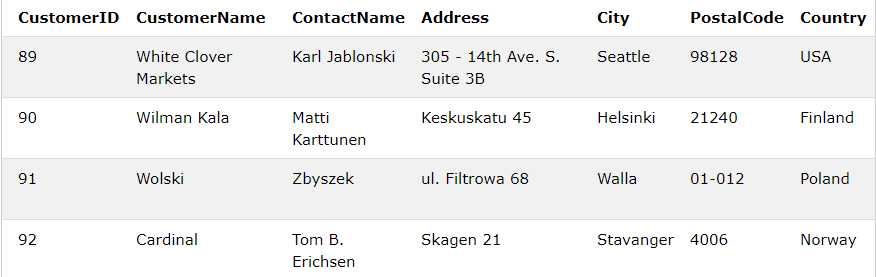 CustomerID CustomerName ContactName Address City PostalCode Country
89 White Clover Markets Karl Jablonski 305 - 14th Ave. S. Suite 3B Seattle 98128 USA
90 Wilman Kala Matti Karttunen Keskuskatu 45 Helsinki 21240 Finland
91 Wolski Zbyszek ul. Filtrowa 68 Walla 01-012 Poland
92 Cardinal Tom B. Erichsen Skagen 21 Stavanger 4006 Norway